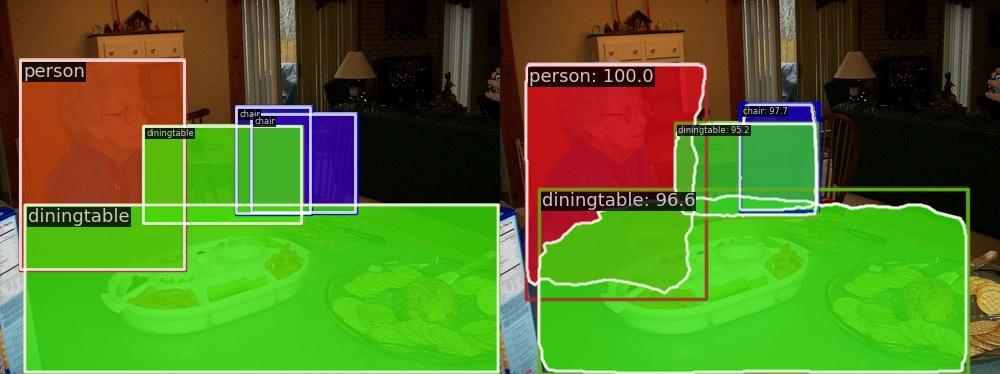 person
chair
chair
diningtable
diningtable
person: 100.0
chair: 97.7
diningtable: 95.2
diningtable: 96.6